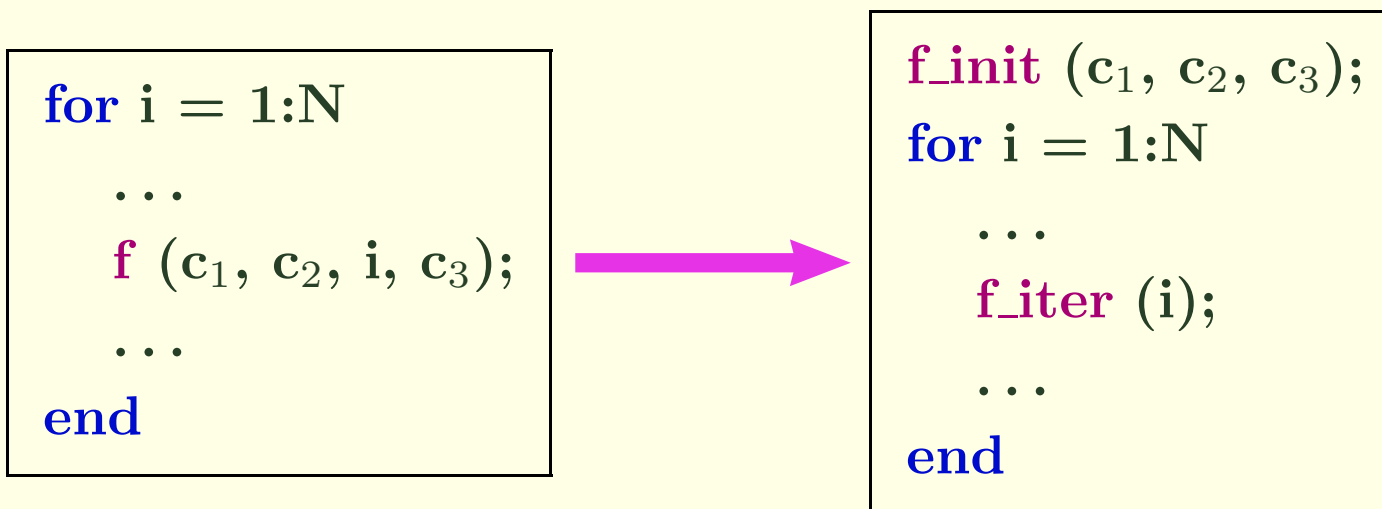 for i = 1:N
...
f (c₁, c₂, i, c₃);
...
end
f_init (c₁, c₂, c₃);
for i = 1:N
...
f_iter (i);
...
end